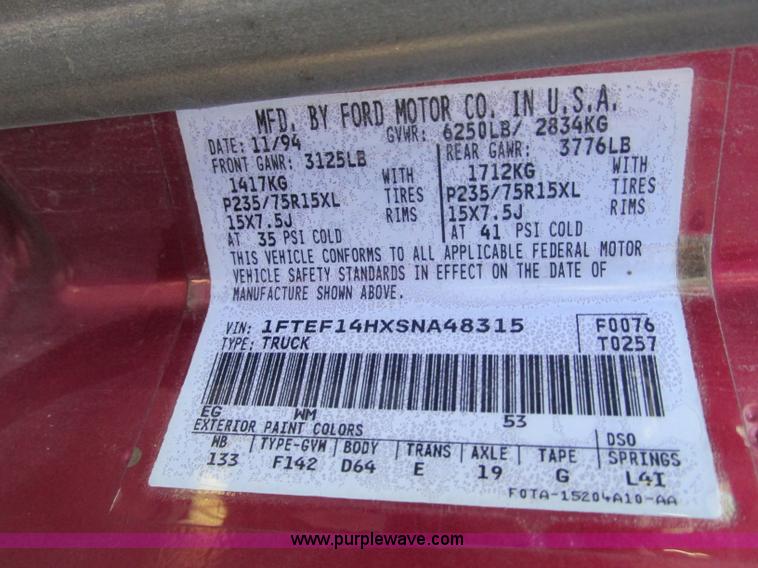 MFD. BY FORD MOTOR CO. IN U.S.A.
DATE: 11/94 GVWR: 6250LB/ 2834KG
FRONT GAWR: 3125LB REAR GAWR: 3776LB
1417KG WITH 1712KG WITH
P235/75R15XL TIRES P235/75R15XL TIRES
15X7.5J RIMS 15X7.5J RIMS
AT 35 PSI COLD AT 41 PSI COLD
THIS VEHICLE CONFORMS TO ALL APPLICABLE FEDERAL MOTOR
VEHICLE SAFETY STANDARDS IN EFFECT ON THE DATE OF
MANUFACTURE SHOWN ABOVE.
VIN: 1FTEF14HXSNA48315 F0076
TYPE: TRUCK T0257
EG WM 53
EXTERIOR PAINT COLORS DSO
WB TYPE-GVW BODY TRANS AXLE TAPE SPRINGS
133 F142 D64 E 19 G L4I
F0TA-15204A10-AA
www.purplewave.com